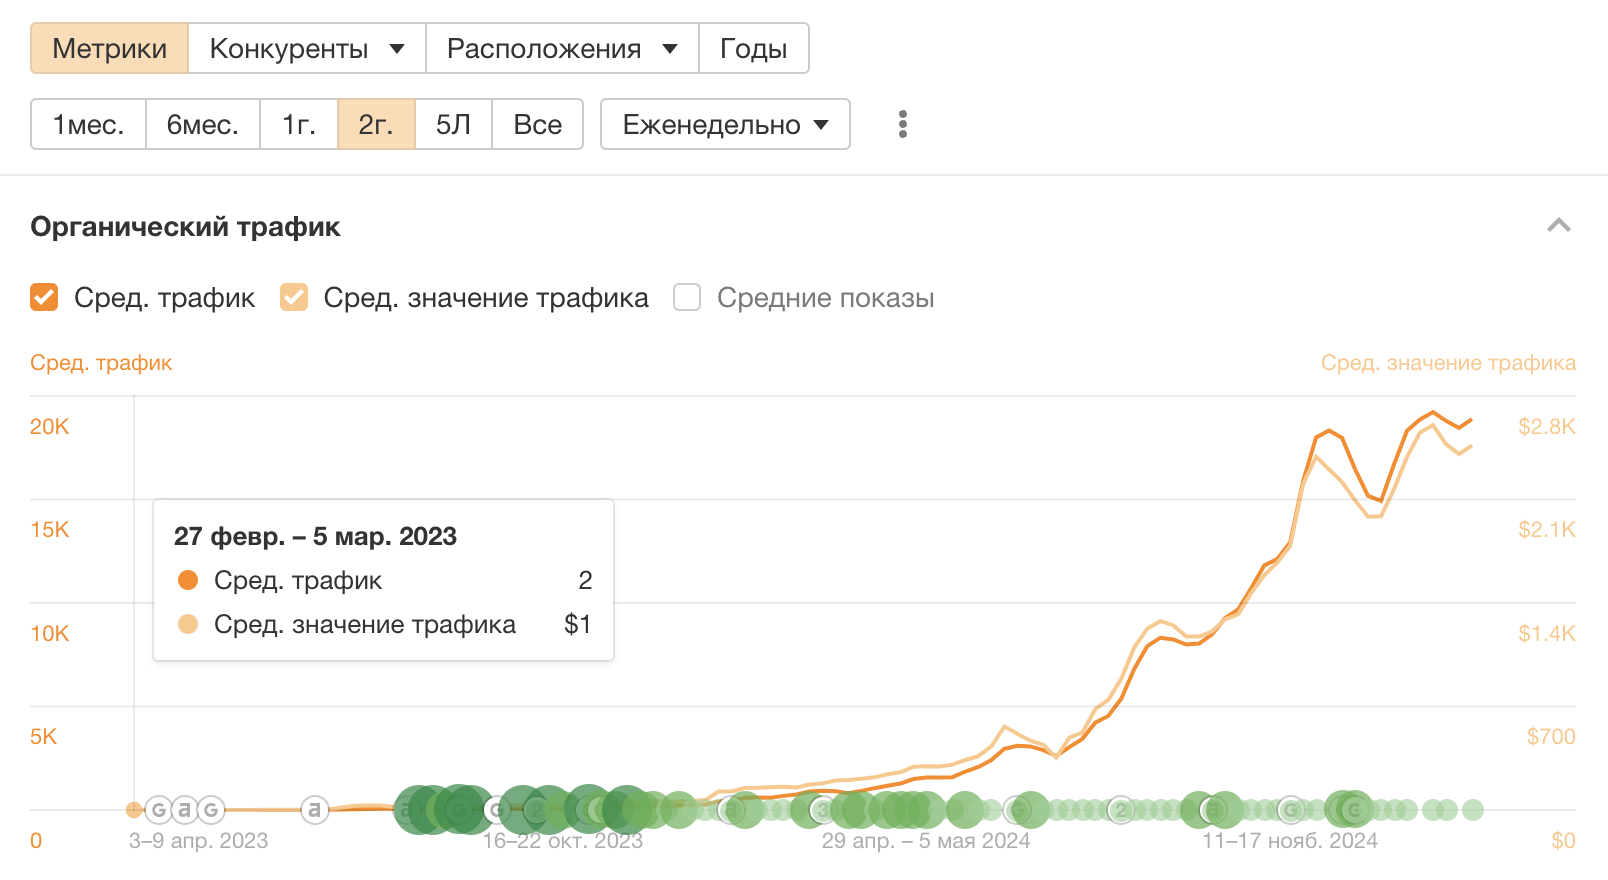 Метрики Конкуренты Расположения Годы
1мес. 6мес. 1г. 2г. 5Л Все Еженедельно
Органический трафик
Сред. трафик Сред. значение трафика Средние показы
Сред. трафик Сред. значение трафика
20K $2.8K
15K $2.1K
27 февр. – 5 мар. 2023
Сред. трафик 2
Сред. значение трафика $1
10K $1.4K
5K $700
G a G a a G G 2 a 3 G 2 a G G
0 3–9 апр. 2023 16–22 окт. 2023 29 апр. – 5 мая 2024 11–17 нояб. 2024 $0